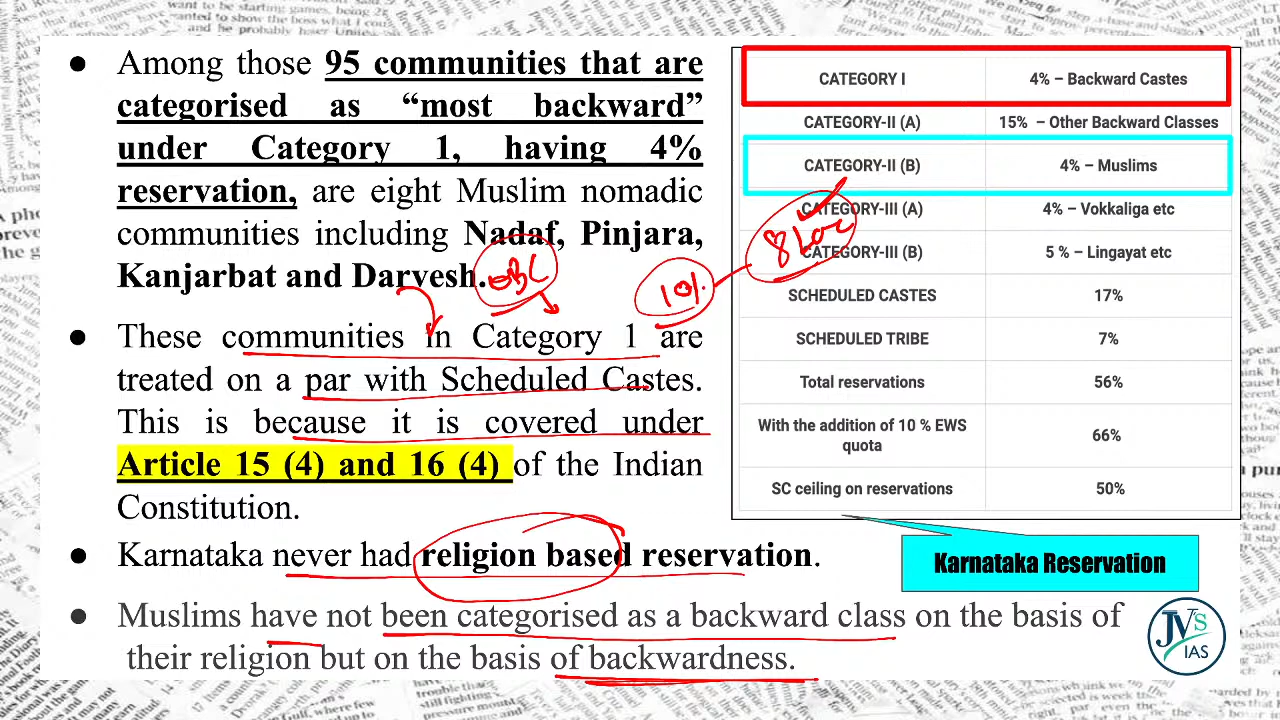 ● Among those 95 communities that are
categorised as “most backward”
under Category 1, having 4%
reservation, are eight Muslim nomadic
communities including Nadaf, Pinjara,
Kanjarbat and Darvesh.
OBC
● These communities in Category 1 are
treated on a par with Scheduled Castes.
This is because it is covered under
Article 15 (4) and 16 (4) of the Indian
Constitution.
● Karnataka never had religion based reservation.
● Muslims have not been categorised as a backward class on the basis of
their religion but on the basis of backwardness.
CATEGORY I 4% – Backward Castes
CATEGORY-II (A) 15% – Other Backward Classes
CATEGORY-II (B) 4% – Muslims
CATEGORY-III (A) 4% – Vokkaliga etc
CATEGORY-III (B) 5 % – Lingayat etc
10% 8 Lac
SCHEDULED CASTES 17%
SCHEDULED TRIBE 7%
Total reservations 56%
With the addition of 10 % EWS
quota 66%
SC ceiling on reservations 50%
Karnataka Reservation
JV'S
IAS